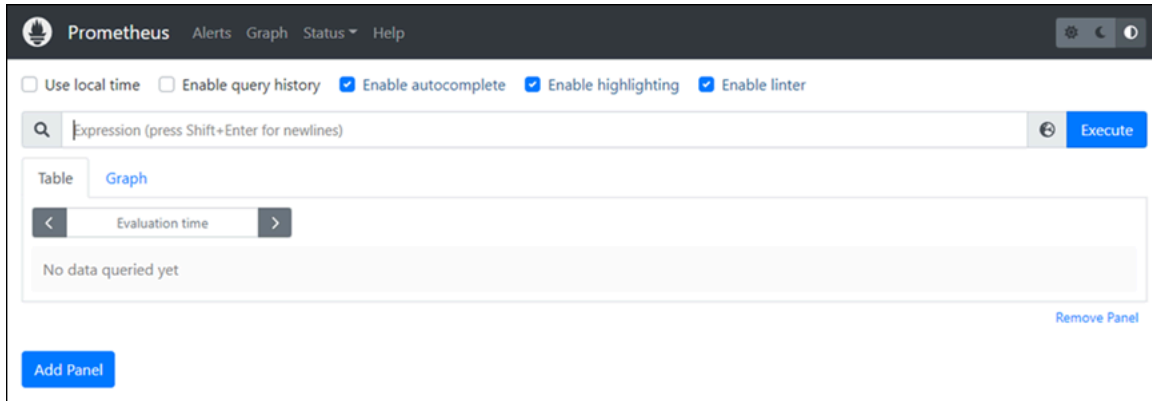 Prometheus Alerts Graph Status Help
Use local time Enable query history Enable autocomplete Enable highlighting Enable linter
Expression (press Shift+Enter for newlines) Execute
Table Graph
Evaluation time
No data queried yet
Remove Panel
Add Panel